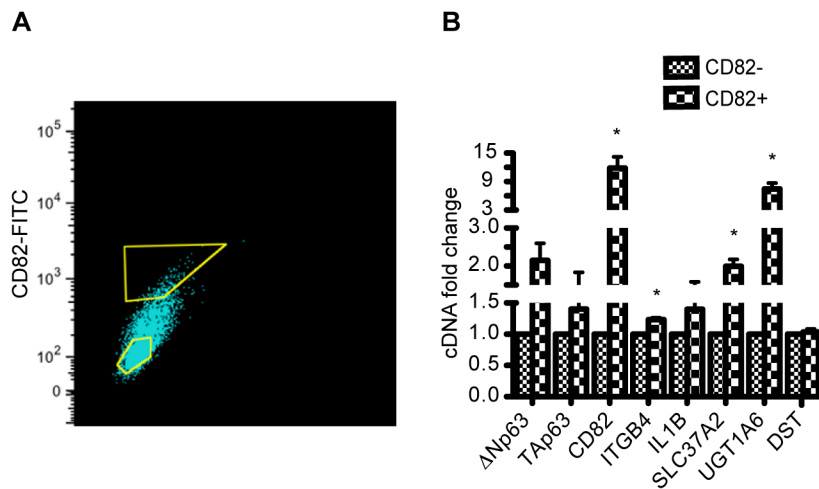 A
CD82-FITC
10^5
10^4
10^3
10^2
0
B
CD82-
CD82+
cDNA fold change
15
9
3
3.0
2.0
1.5
1.0
0.5
0.0
*
*
*
*
ΔNp63
TAp63
CD82
ITGB4
IL1B
SLC37A2
UGT1A6
DST